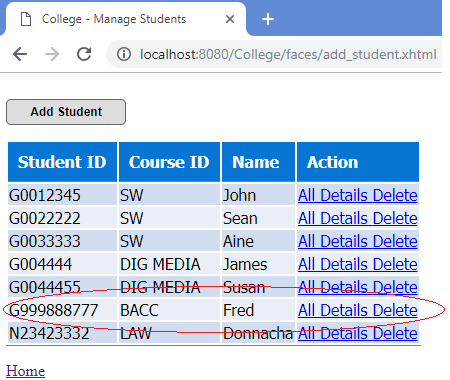 College - Manage Students
localhost:8080/College/faces/add_student.xhtml
Add Student
Student ID Course ID Name Action
G0012345 SW John All Details Delete
G0022222 SW Sean All Details Delete
G0033333 SW Aine All Details Delete
G004444 DIG MEDIA James All Details Delete
G0044455 DIG MEDIA Susan All Details Delete
G999888777 BACC Fred All Details Delete
N23423332 LAW Donnacha All Details Delete
Home